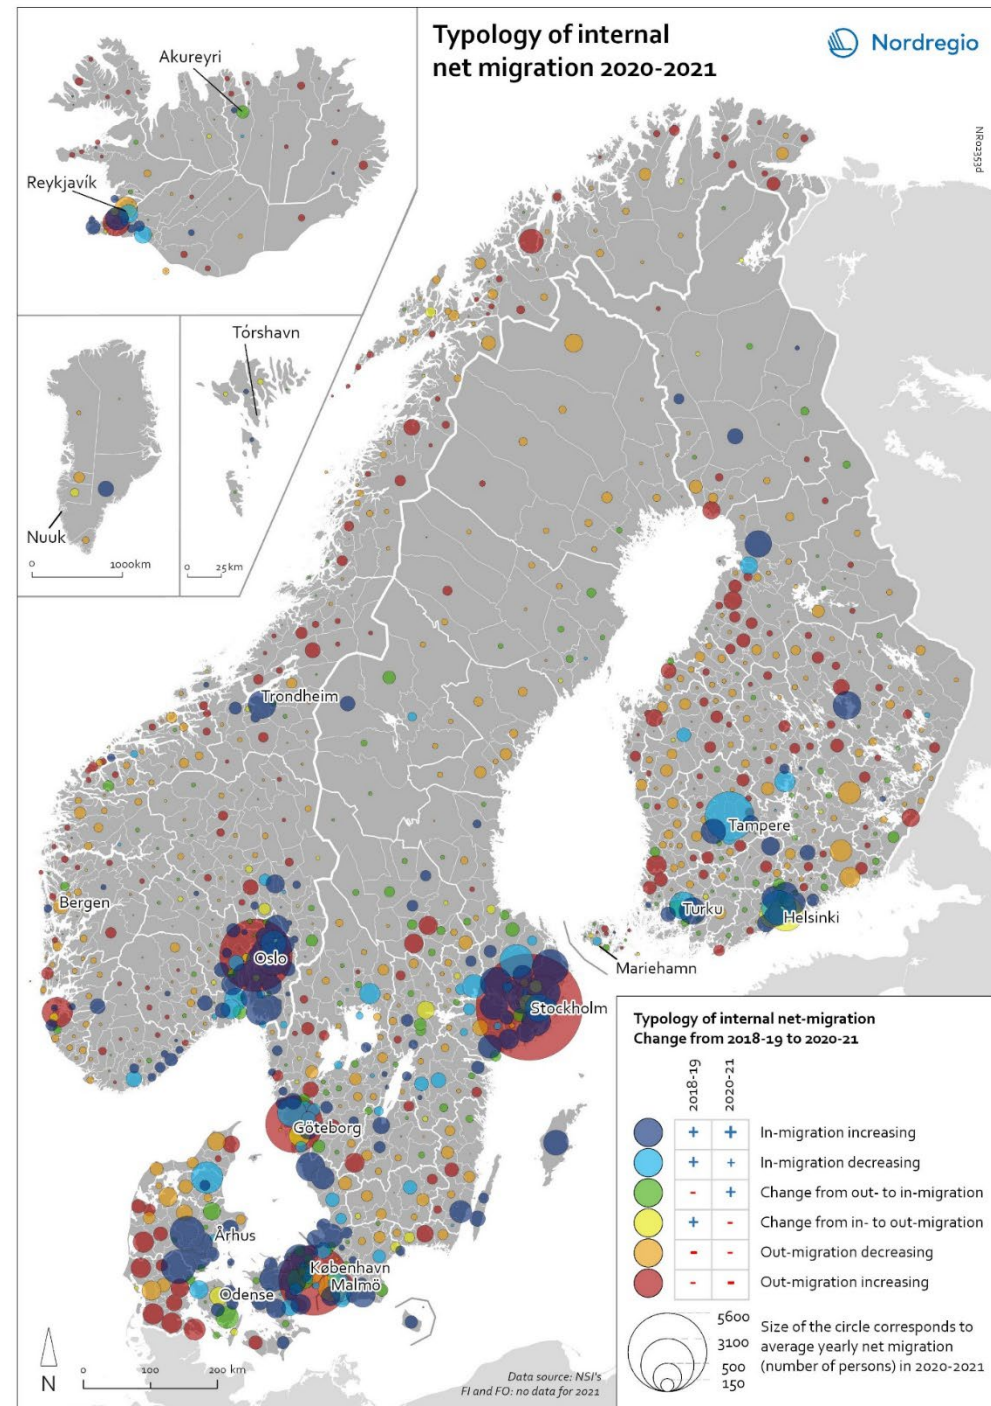 Typology of internal
net migration 2020-2021
Nordregio
NR02353d
Akureyri
Reykjavík
Tórshavn
Nuuk
0 1000km
0 25km
Trondheim
Bergen
Oslo
Tampere
Turku
Helsinki
Mariehamn
Stockholm
Göteborg
Århus
København
Malmö
Odense
N
0 100 200 km
Data source: NSI's
FI and FO: no data for 2021
Typology of internal net-migration
Change from 2018-19 to 2020-21
2018-19 2020-21
+ + In-migration increasing
+ + In-migration decreasing
- + Change from out- to in-migration
+ - Change from in- to out-migration
- - Out-migration decreasing
- - Out-migration increasing
5600
3100
500
150
Size of the circle corresponds to
average yearly net migration
(number of persons) in 2020-2021